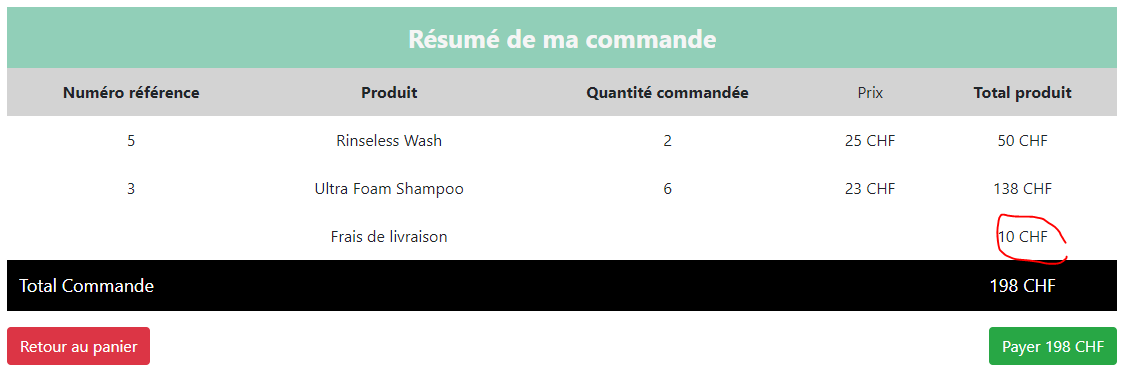 Résumé de ma commande
Numéro référence Produit Quantité commandée Prix Total produit
5 Rinseless Wash 2 25 CHF 50 CHF
3 Ultra Foam Shampoo 6 23 CHF 138 CHF
Frais de livraison 10 CHF
Total Commande 198 CHF
Retour au panier Payer 198 CHF